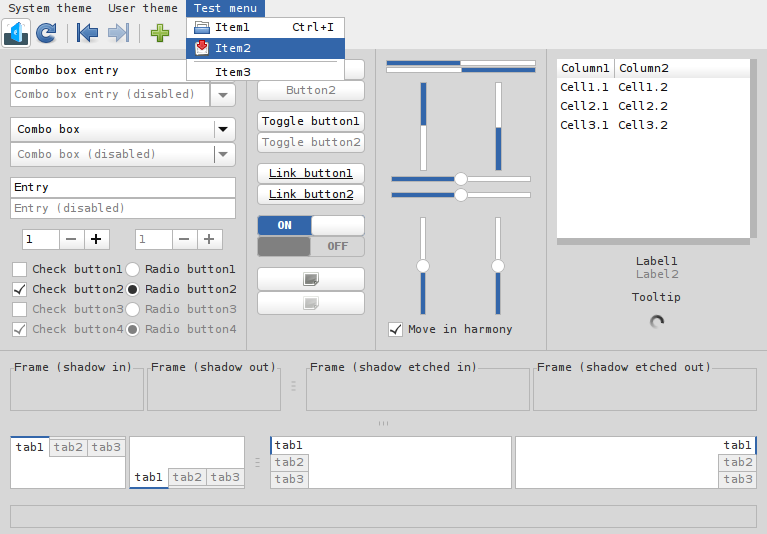 System theme User theme Test menu
Item1 Ctrl+I
Item2
Item3
Combo box entry
Combo box entry (disabled)
Combo box
Combo box (disabled)
Entry
Entry (disabled)
1
1
Check button1 Radio button1
Check button2 Radio button2
Check button3 Radio button3
Check button4 Radio button4
Button2
Toggle button1
Toggle button2
Link button1
Link button2
ON
OFF
Move in harmony
Column1 Column2
Cell1.1 Cell1.2
Cell2.1 Cell2.2
Cell3.1 Cell3.2
Label1
Label2
Tooltip
Frame (shadow in) Frame (shadow out) Frame (shadow etched in) Frame (shadow etched out)
tab1 tab2 tab3
tab1 tab2 tab3
tab1
tab2
tab3
tab1
tab2
tab3